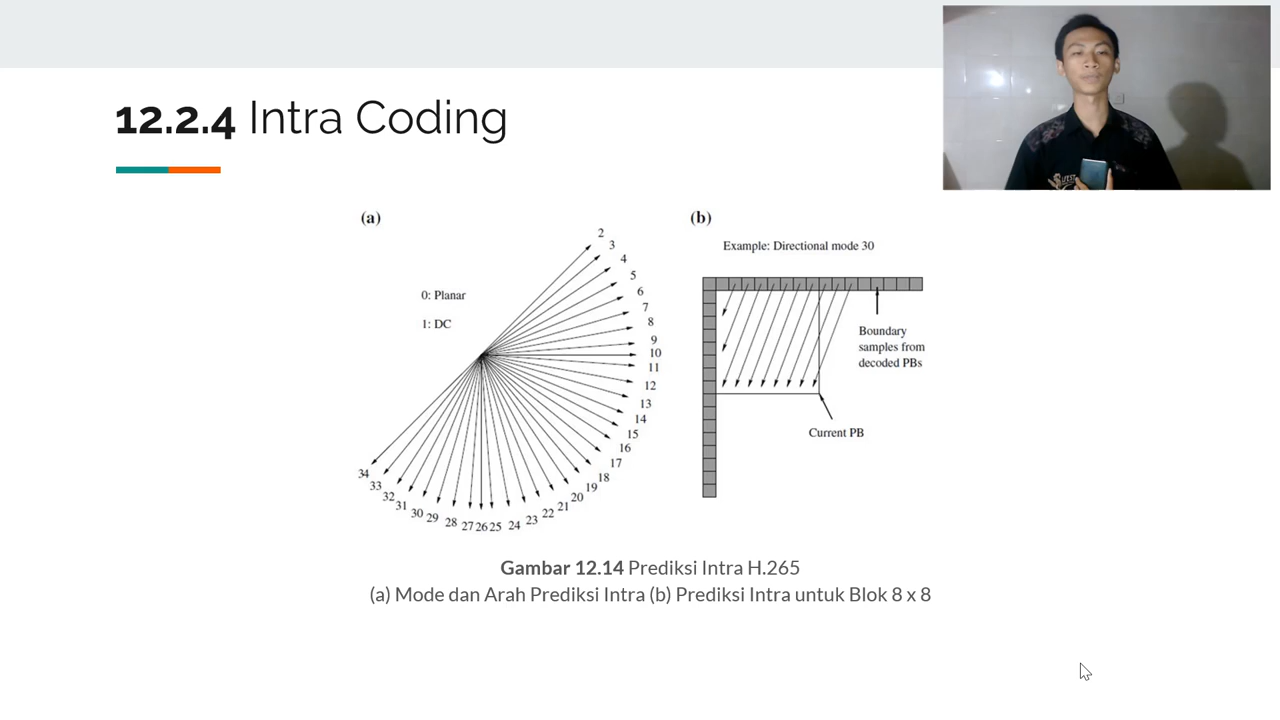 12.2.4 Intra Coding
(a)
0: Planar
1: DC
2
3
4
5
6
7
8
9
10
11
12
13
14
15
16
17
18
19
20
21
22
23
24
25
26
27
28
29
30
31
32
33
34
(b)
Example: Directional mode 30
Boundary
samples from
decoded PBs
Current PB
Gambar 12.14 Prediksi Intra H.265
(a) Mode dan Arah Prediksi Intra (b) Prediksi Intra untuk Blok 8 x 8